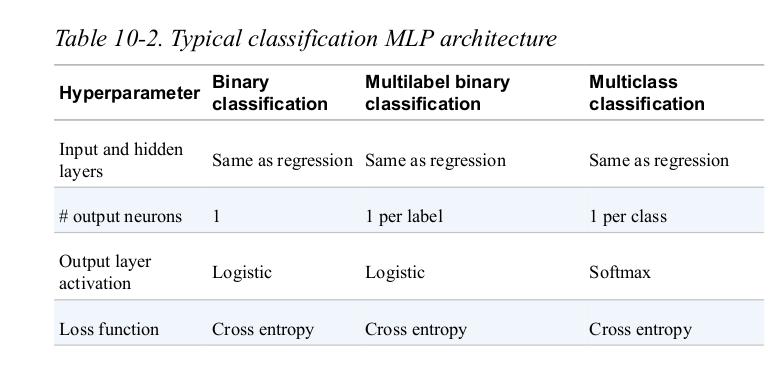 Table 10-2. Typical classification MLP architecture
Hyperparameter Binary classification Multilabel binary classification Multiclass classification
Input and hidden layers Same as regression Same as regression Same as regression
# output neurons 1 1 per label 1 per class
Output layer activation Logistic Logistic Softmax
Loss function Cross entropy Cross entropy Cross entropy